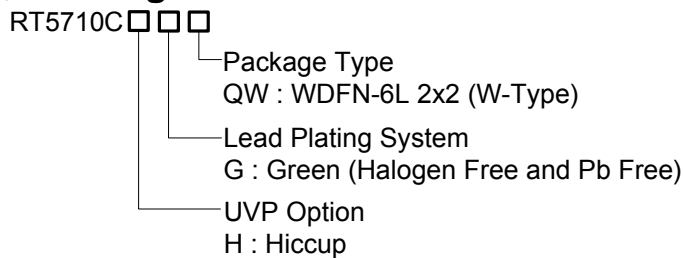 RT5710C
Package Type
QW : WDFN-6L 2x2 (W-Type)
Lead Plating System
G : Green (Halogen Free and Pb Free)
UVP Option
H : Hiccup